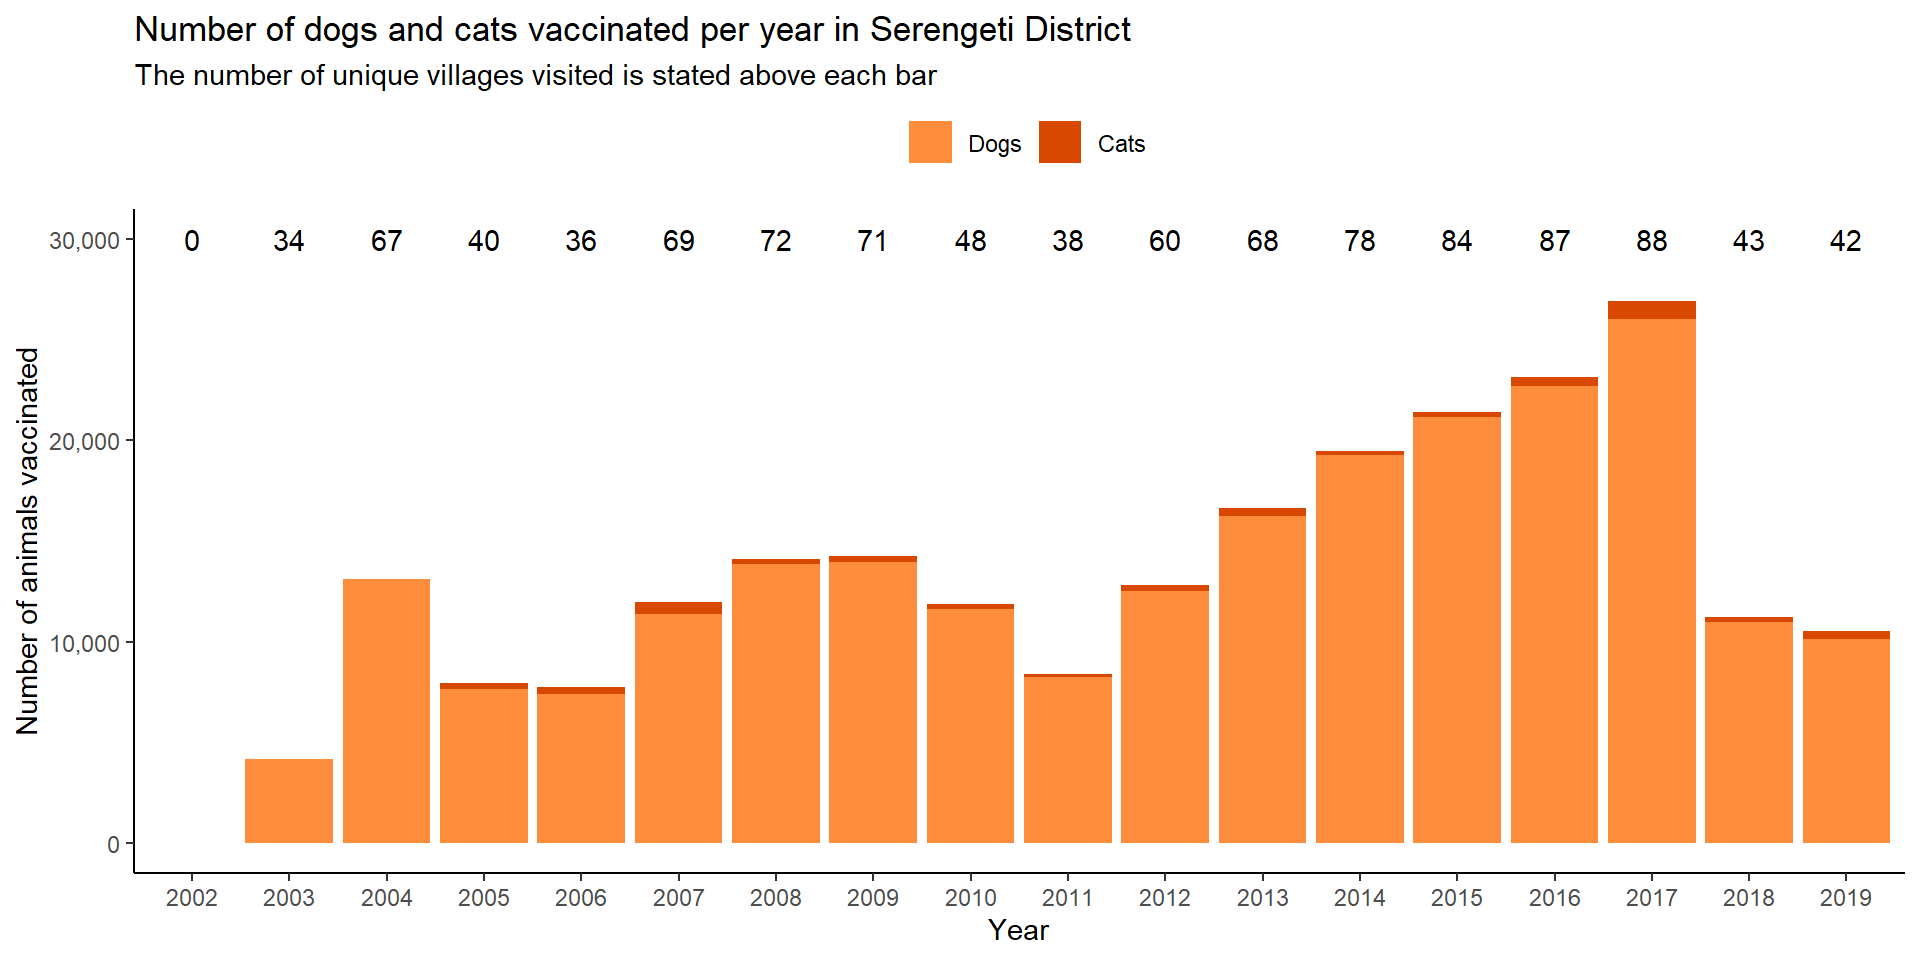 Number of dogs and cats vaccinated per year in Serengeti District
The number of unique villages visited is stated above each bar
Dogs Cats
30,000
20,000
10,000
0
Number of animals vaccinated
0 34 67 40 36 69 72 71 48 38 60 68 78 84 87 88 43 42
2002 2003 2004 2005 2006 2007 2008 2009 2010 2011 2012 2013 2014 2015 2016 2017 2018 2019
Year